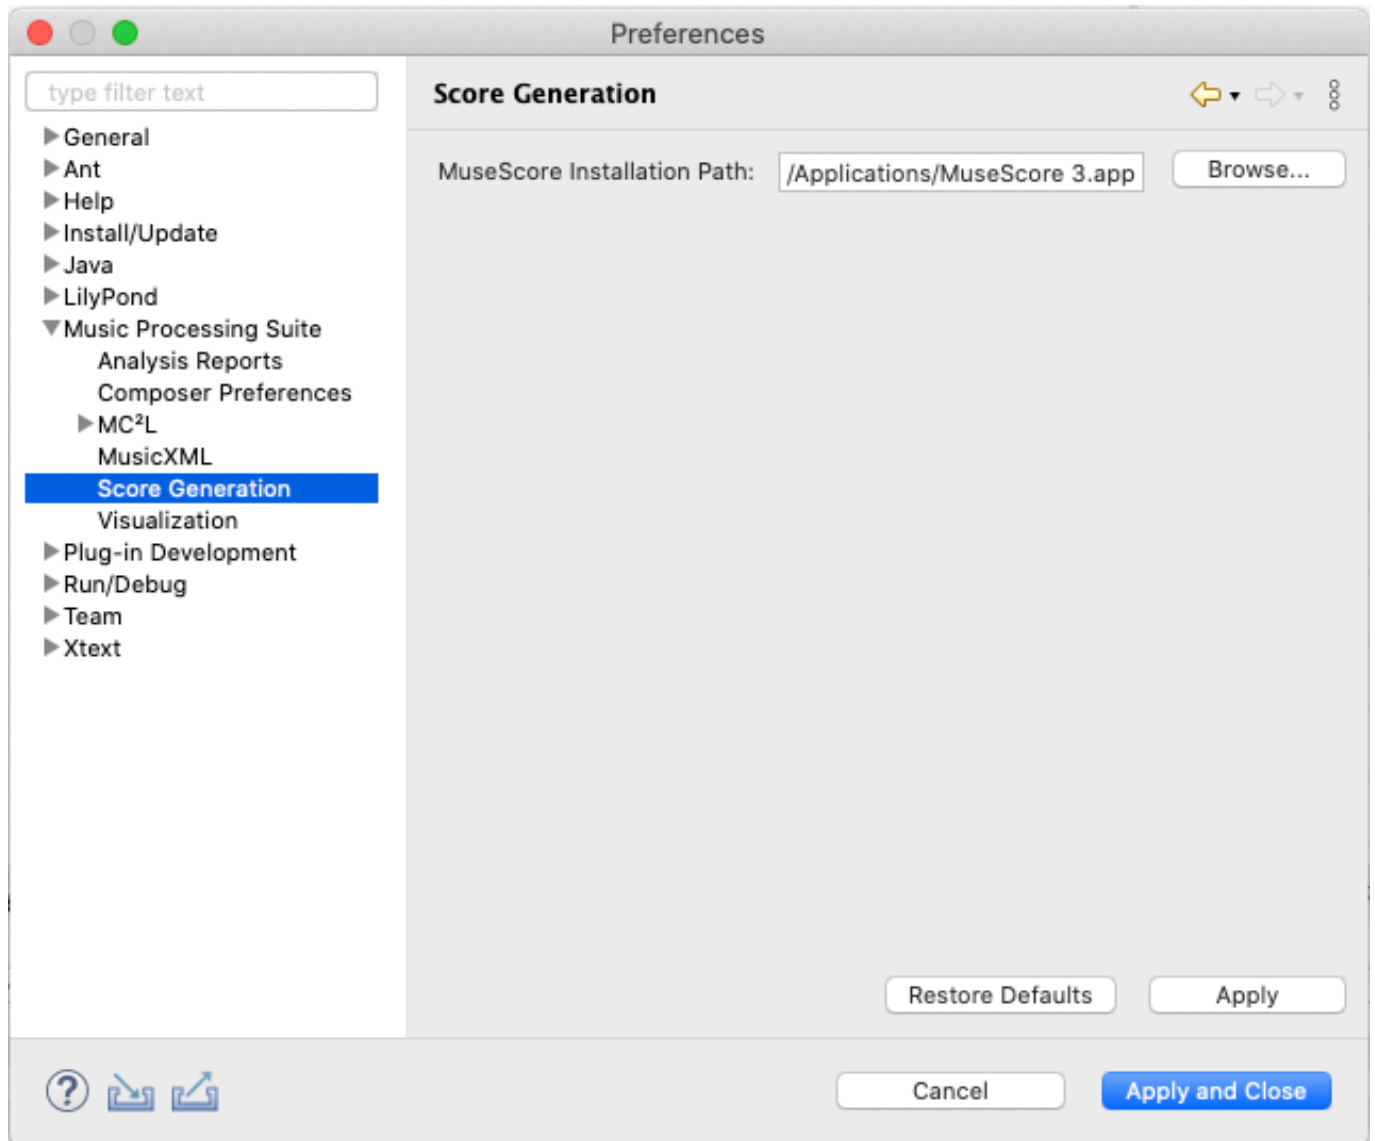 Preferences
type filter text
General
Ant
Help
Install/Update
Java
LilyPond
Music Processing Suite
Analysis Reports
Composer Preferences
MC²L
MusicXML
Score Generation
Visualization
Plug-in Development
Run/Debug
Team
Xtext
Score Generation
MuseScore Installation Path: /Applications/MuseScore 3.app Browse...
Restore Defaults Apply
Cancel Apply and Close